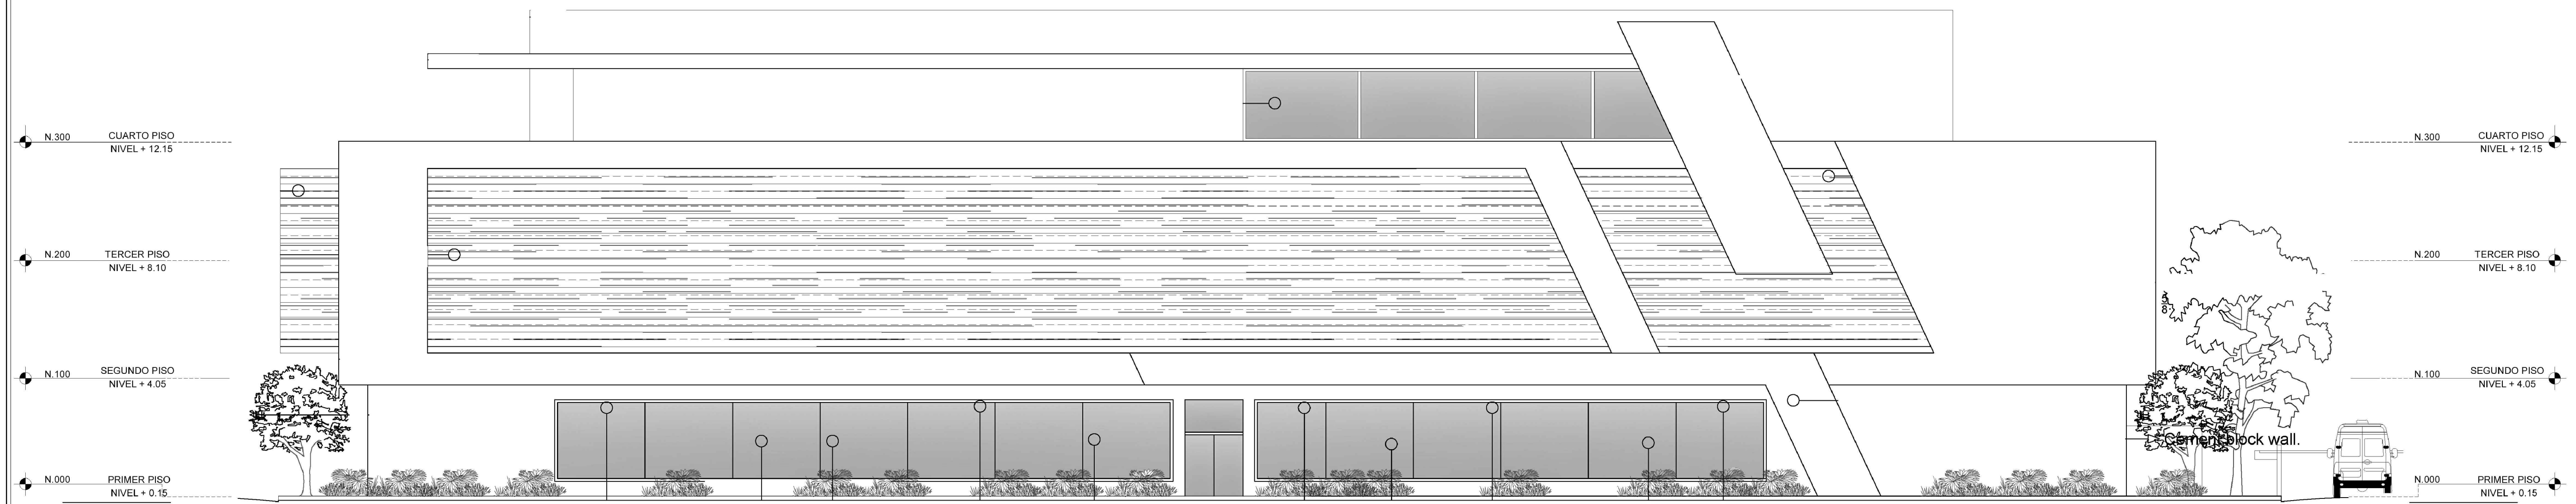 N.300 CUARTO PISO
NIVEL + 12.15
N.200 TERCER PISO
NIVEL + 8.10
N.100 SEGUNDO PISO
NIVEL + 4.05
N.000 PRIMER PISO
NIVEL + 0.15
N.300 CUARTO PISO
NIVEL + 12.15
N.200 TERCER PISO
NIVEL + 8.10
N.100 SEGUNDO PISO
NIVEL + 4.05
Cement block wall.
N.000 PRIMER PISO
NIVEL + 0.15